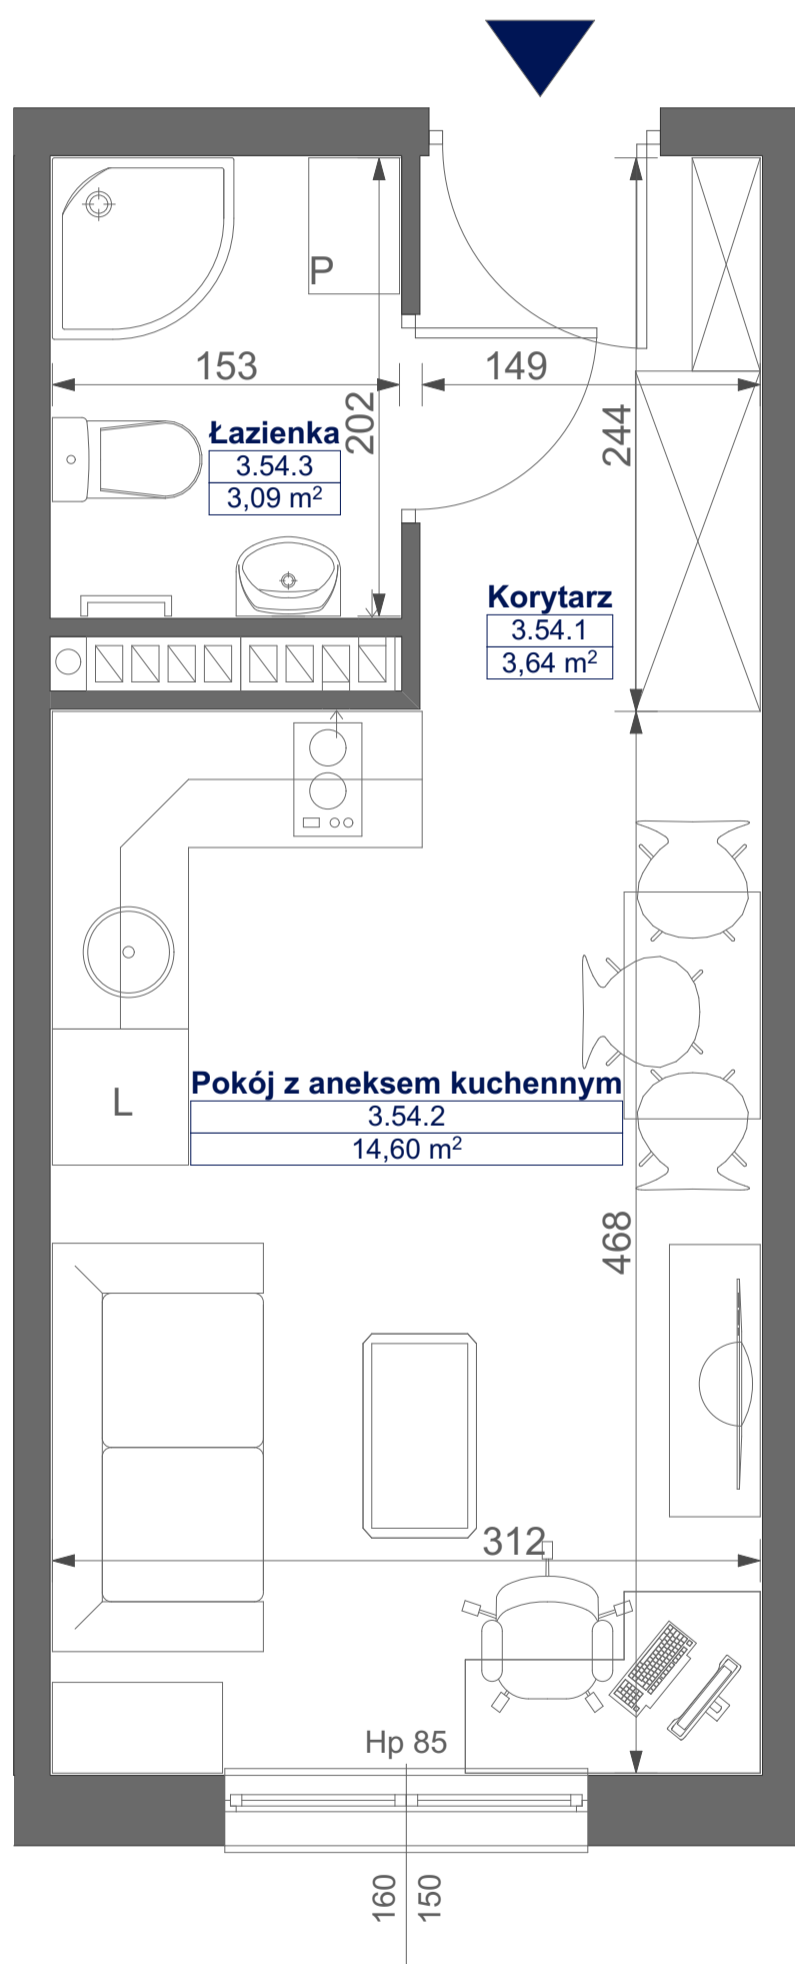 P
153
149
202
244
Łazienka
3.54.3
3,09 m²
Korytarz
3.54.1
3,64 m²
Pokój z aneksem kuchennym
3.54.2
14,60 m²
L
468
312
Hp 85
160
150